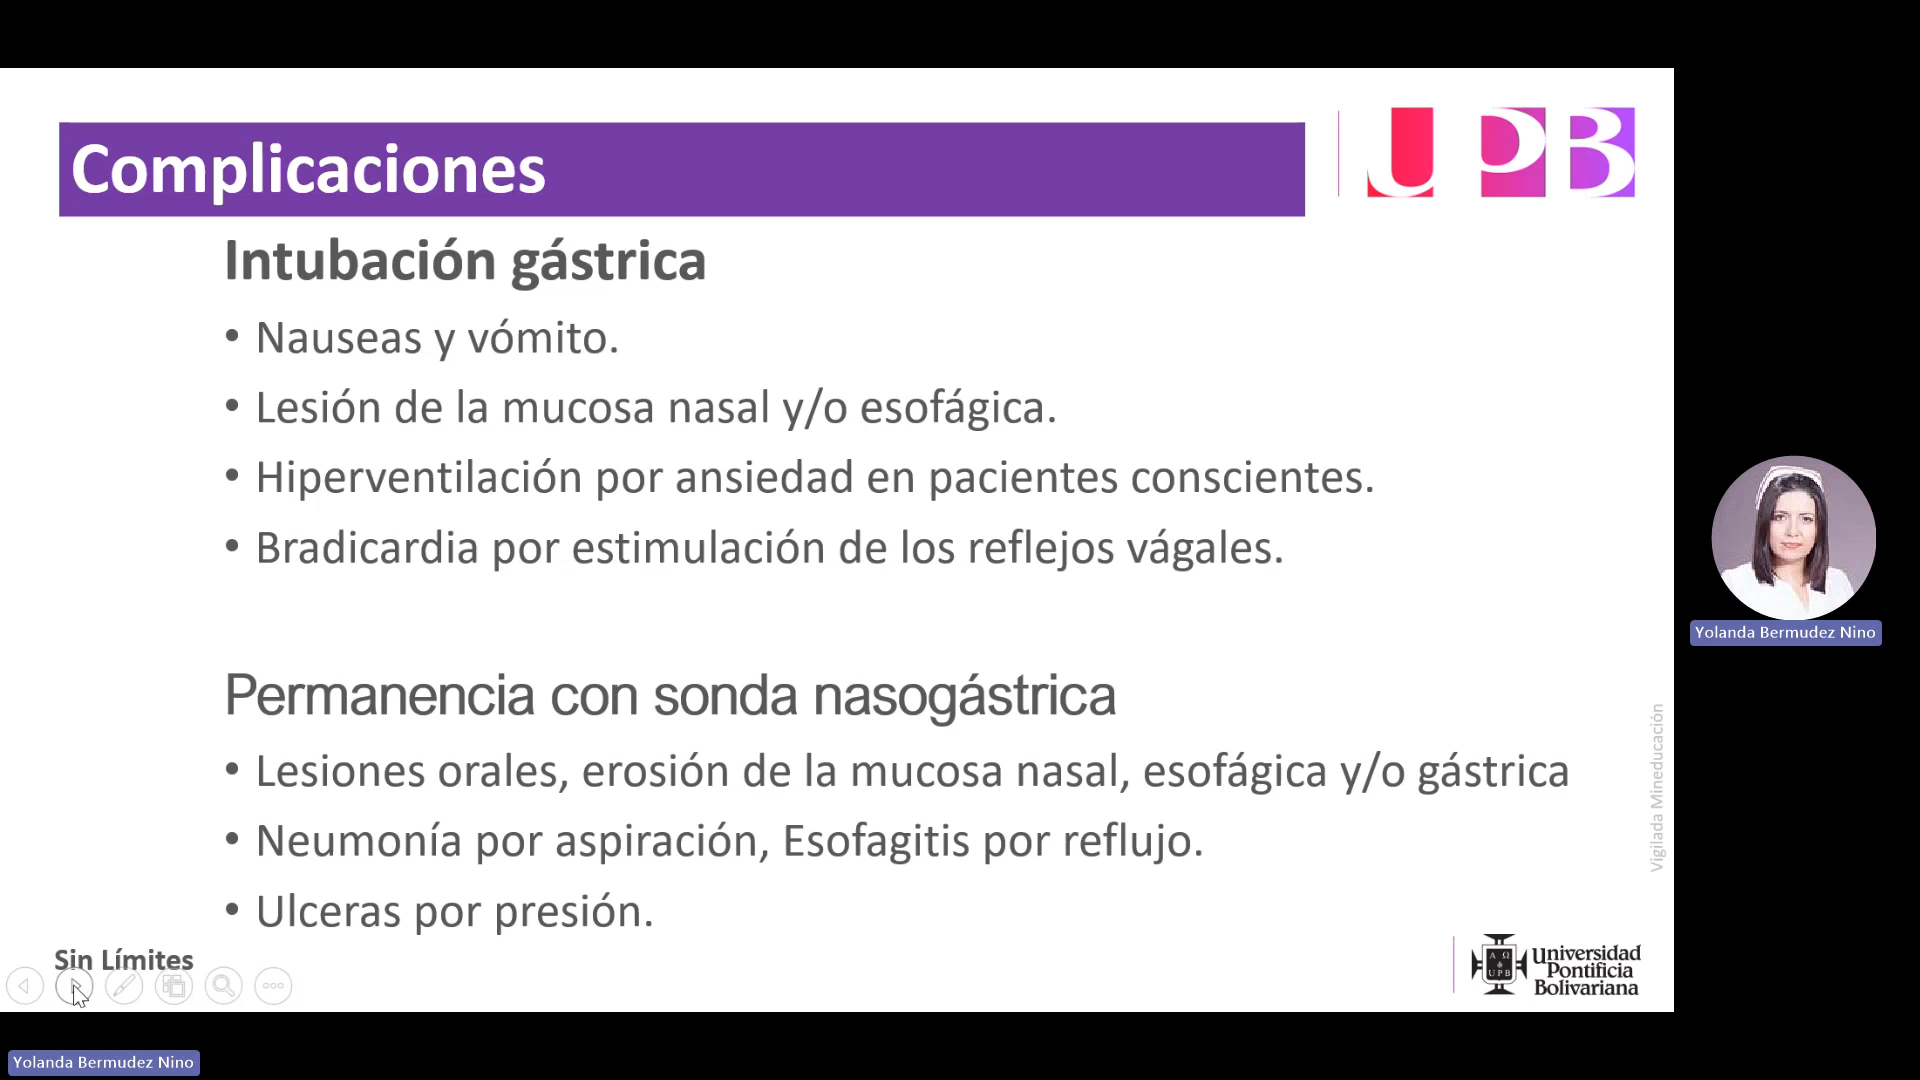 Complicaciones
UPB
Intubación gástrica
• Nauseas y vómito.
• Lesión de la mucosa nasal y/o esofágica.
• Hiperventilación por ansiedad en pacientes conscientes.
• Bradicardia por estimulación de los reflejos vágales.
Permanencia con sonda nasogástrica
• Lesiones orales, erosión de la mucosa nasal, esofágica y/o gástrica
• Neumonía por aspiración, Esofagitis por reflujo.
• Ulceras por presión.
Sin Límites
Vigilada Mineducación
A Ω
UPB
Universidad
Pontificia
Bolivariana
Yolanda Bermudez Nino
Yolanda Bermudez Nino